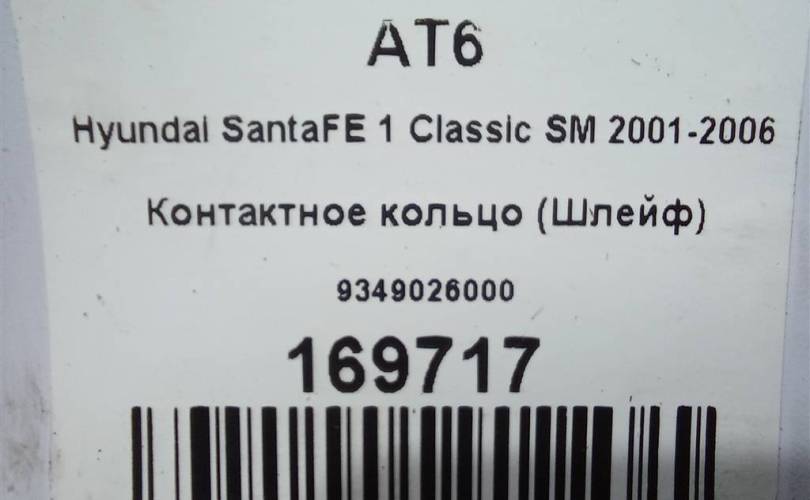 AT6
Hyundai SantaFE 1 Classic SM 2001-2006
Контактное кольцо (Шлейф)
9349026000
169717